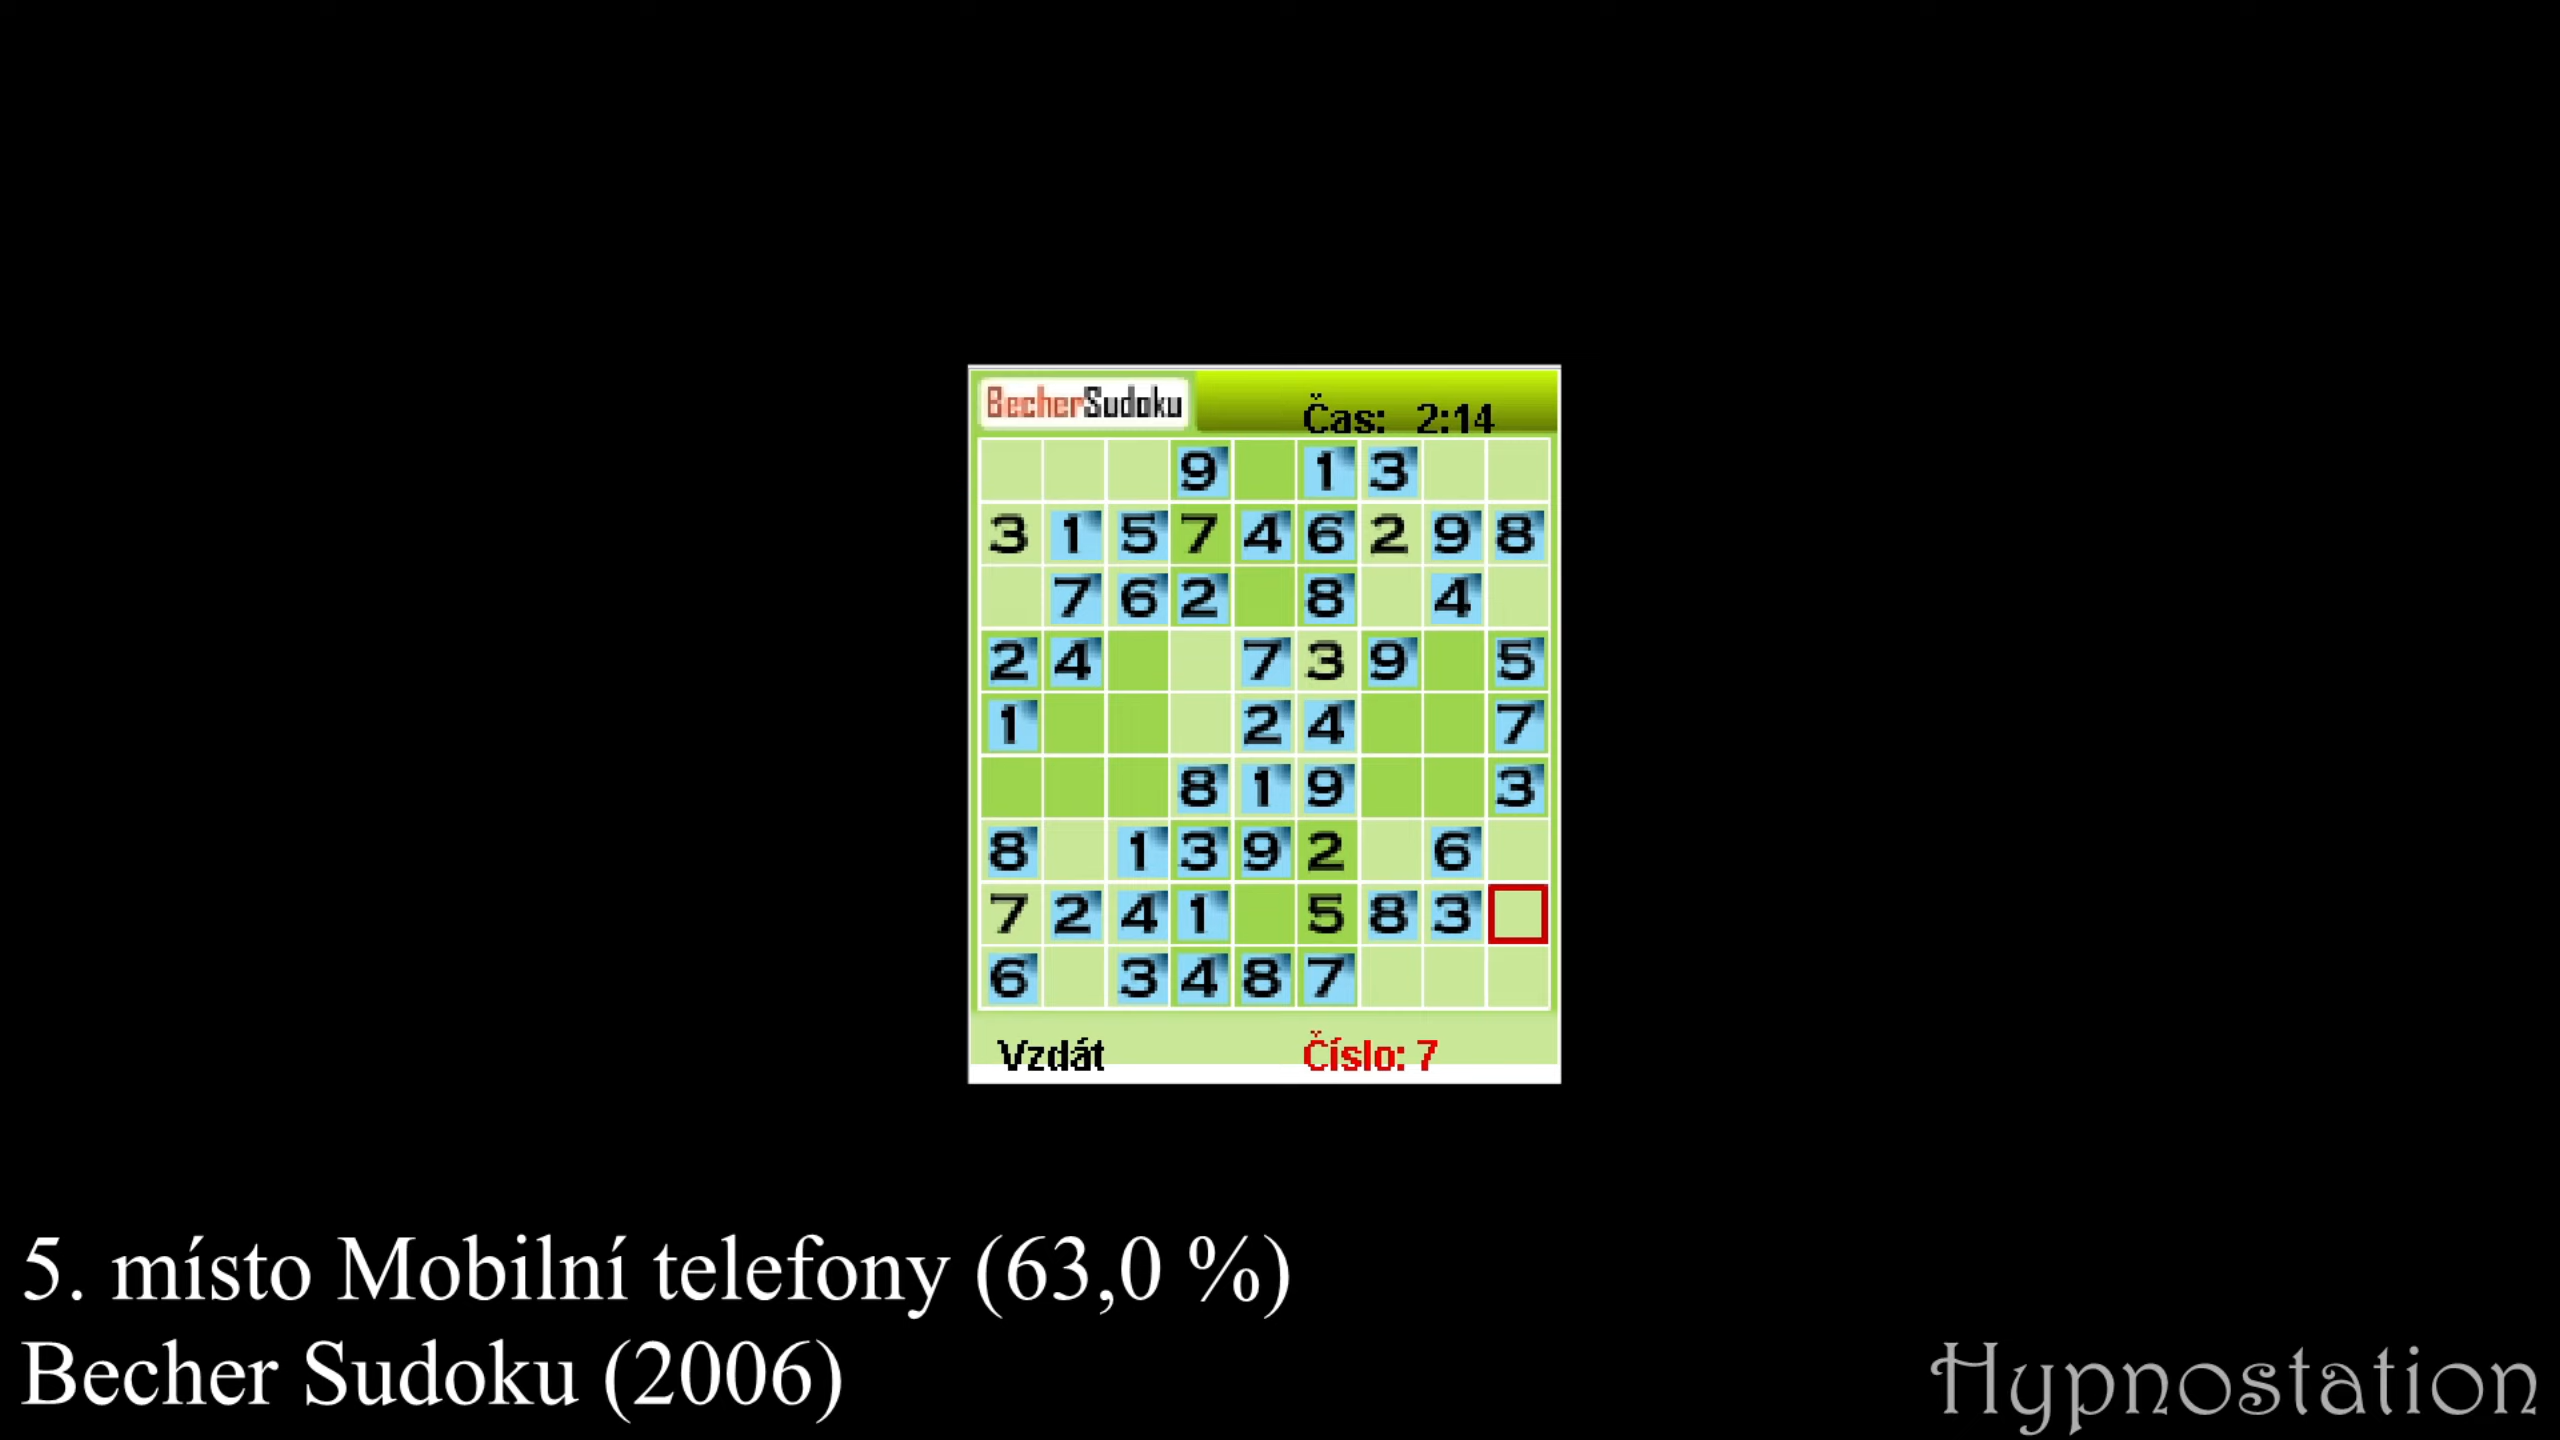 BecherSudoku
Čas: 2:14
9 1 3
3 1 5 7 4 6 2 9 8
7 6 2 8 4
2 4 7 3 9 5
1 2 4 7
8 1 9 3
8 1 3 9 2 6
7 2 4 1 5 8 3
6 3 4 8 7
Vzdát Číslo: 7
5. místo Mobilní telefony (63,0 %)
Becher Sudoku (2006)
Hypnostation